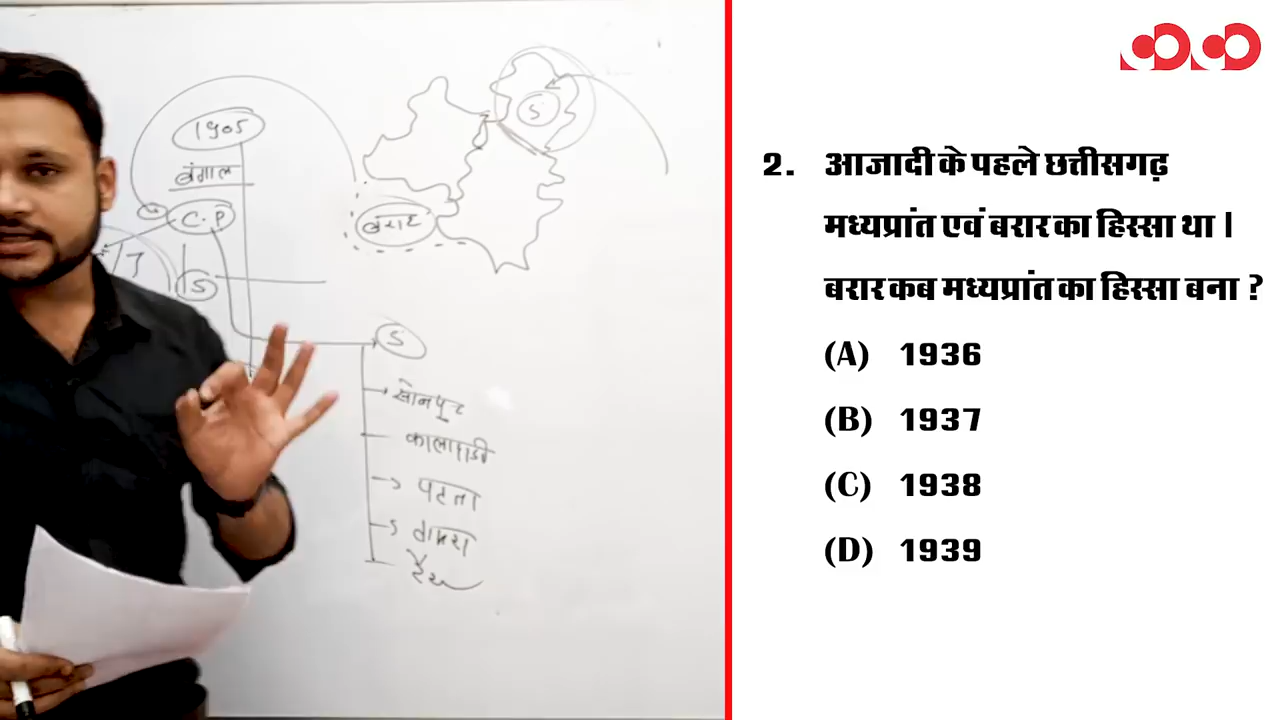 1905
बंगाल
C.P
S
S
बरार
S
सोनपुर
कालाहांडी
पटना
बामरा
2. आजादी के पहले छत्तीसगढ़
मध्यप्रांत एवं बरार का हिस्सा था |
बरार कब मध्यप्रांत का हिस्सा बना ?
(A) 1936
(B) 1937
(C) 1938
(D) 1939